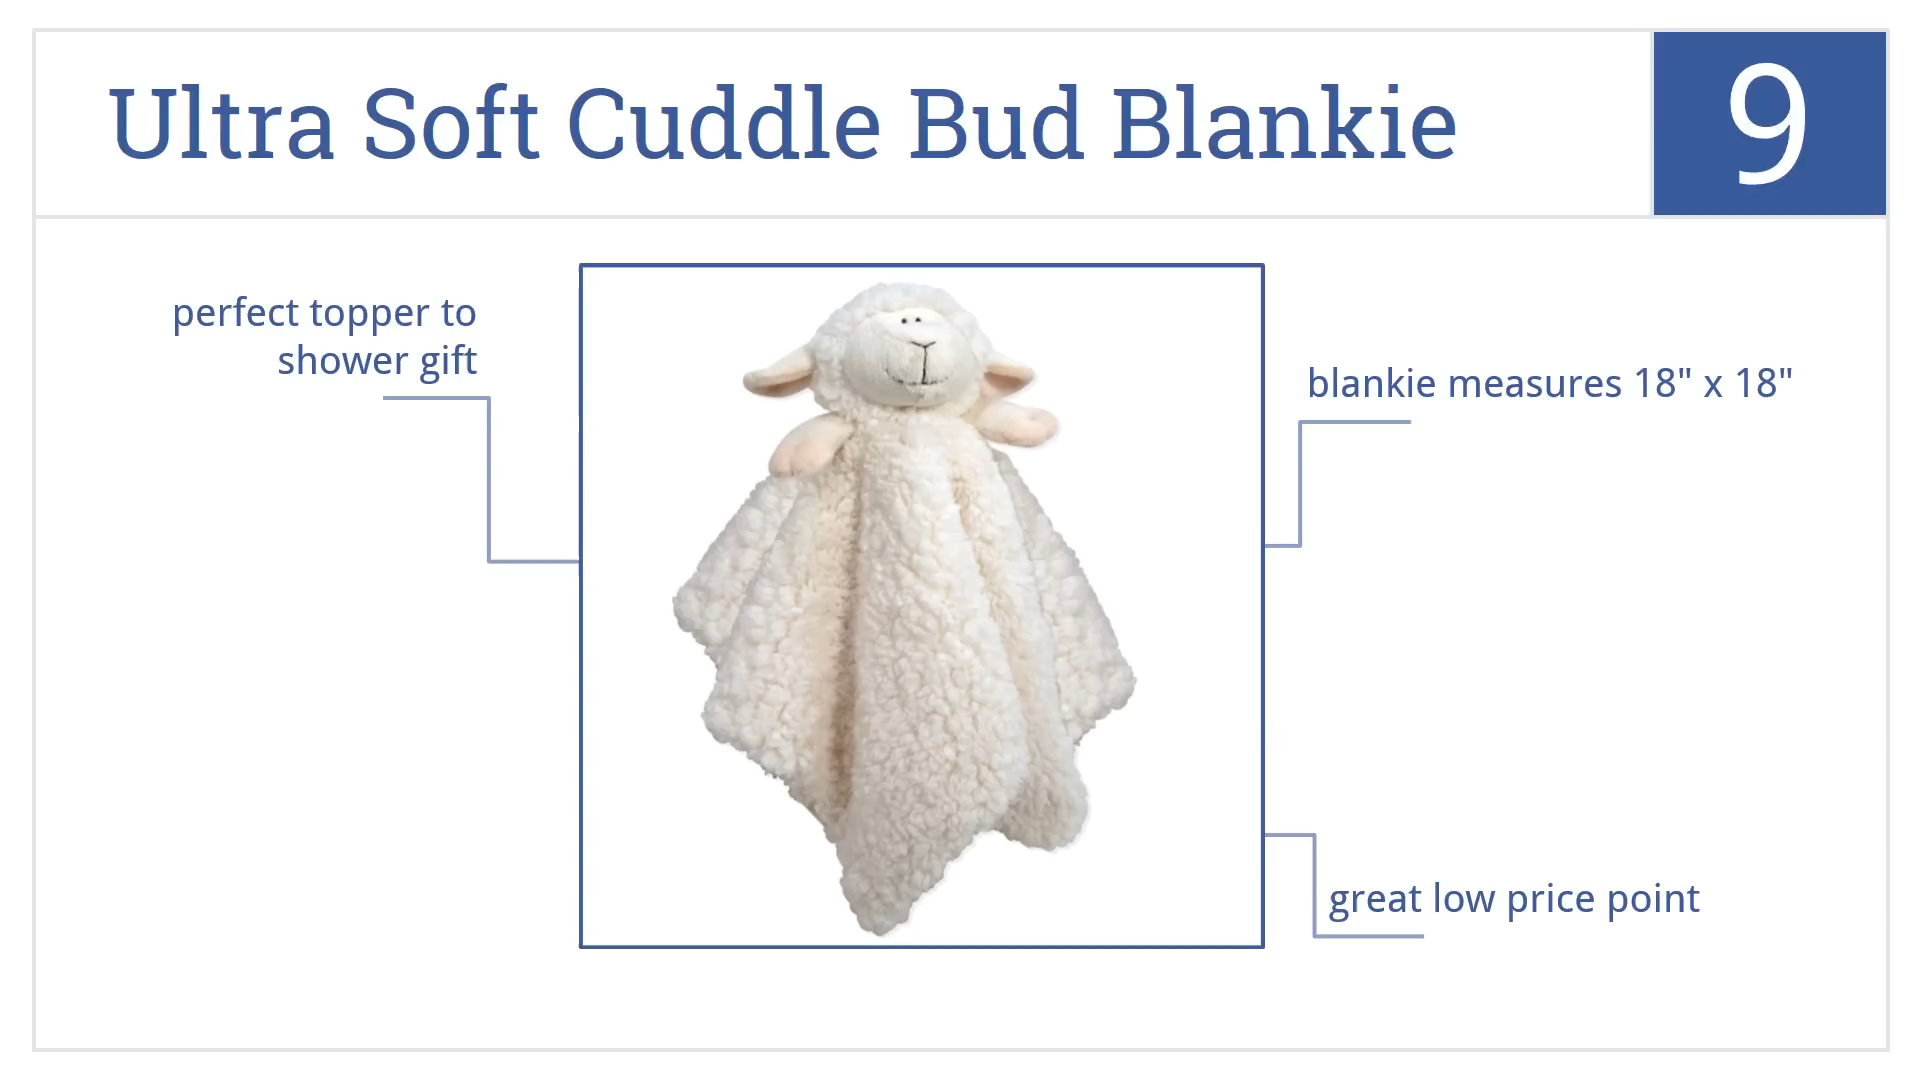 Ultra Soft Cuddle Bud Blankie
9
perfect topper to
shower gift
blankie measures 18" x 18"
great low price point